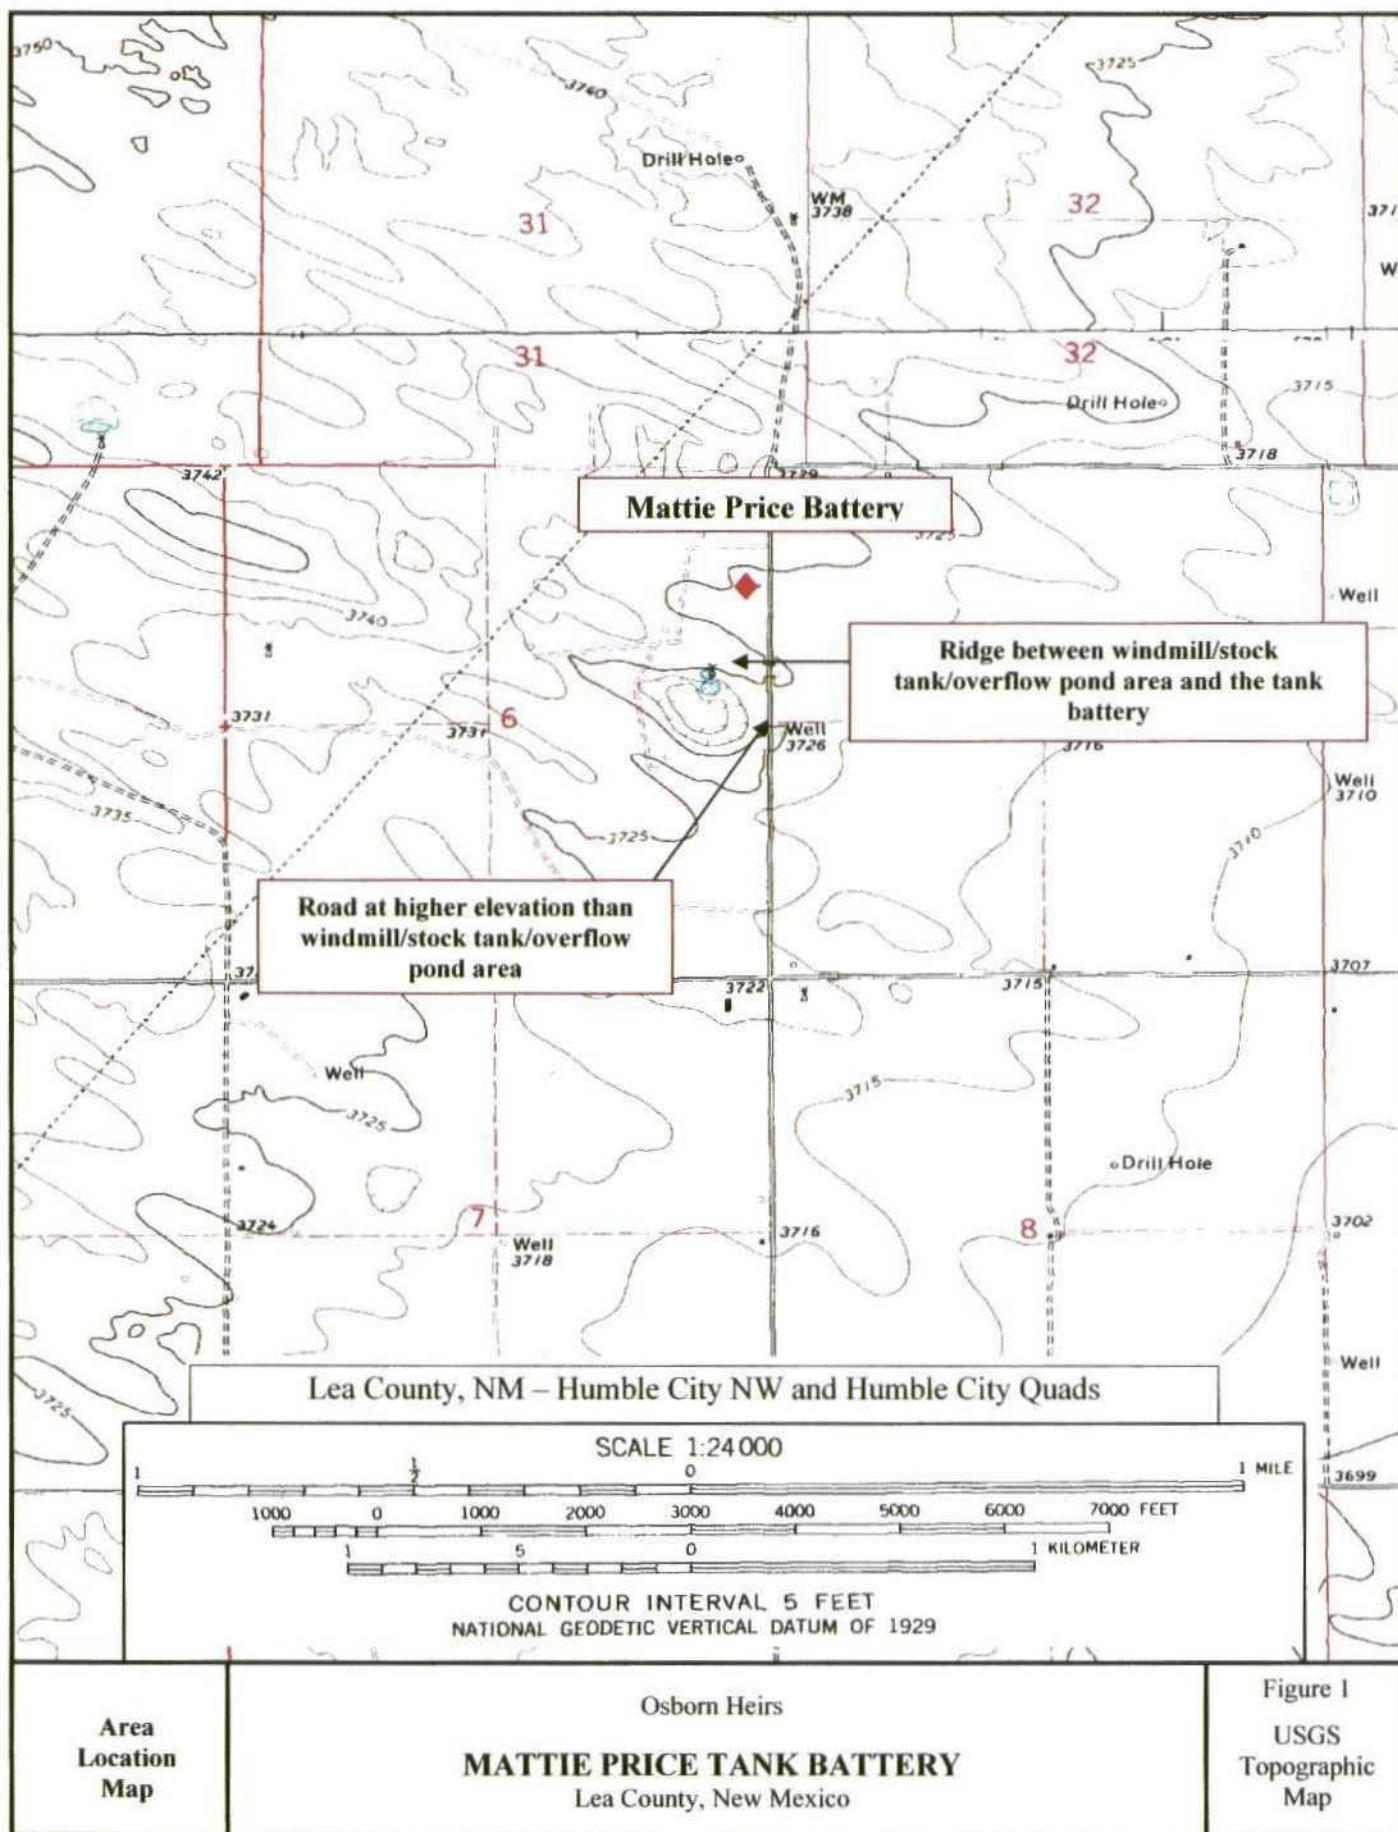 3750
3725
3740
Drill Hole
WM
3738
31
32
31
32
3715
Drill Hole
3718
3742
3729
Mattie Price Battery
3725
Well
3740
Ridge between windmill/stock
tank/overflow pond area and the tank
battery
3731
3731
6
Well
3726
3716
Well
3710
3735
3725
3710
Road at higher elevation than
windmill/stock tank/overflow
pond area
3722
3715
3707
Well
3725
3715
Drill Hole
3724
7
Well
3718
3716
8
3702
Well
3725
Lea County, NM – Humble City NW and Humble City Quads
SCALE 1:24 000
1 1/2 0 1 MILE
1000 0 1000 2000 3000 4000 5000 6000 7000 FEET
1 5 0 1 KILOMETER
3699
CONTOUR INTERVAL 5 FEET
NATIONAL GEODETIC VERTICAL DATUM OF 1929
Area
Location
Map
Osborn Heirs
MATTIE PRICE TANK BATTERY
Lea County, New Mexico
Figure 1
USGS
Topographic
Map